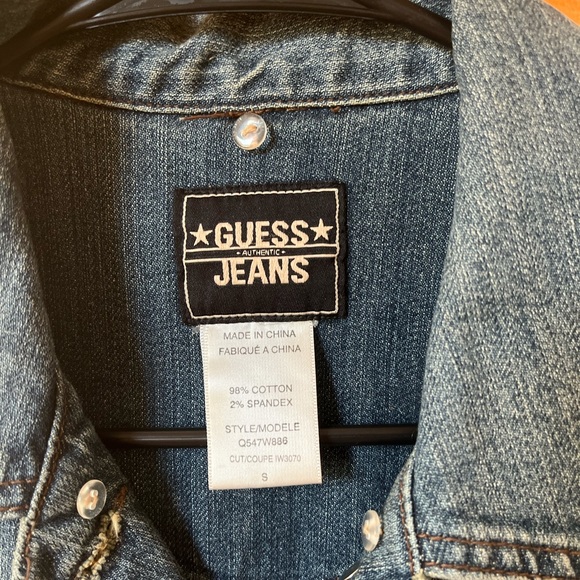 ★GUESS★
• AUTHENTIC •
JEANS
MADE IN CHINA
FABIQUÉ A CHINA
98% COTTON
2% SPANDEX
STYLE/MODELE
Q547W886
CUT/COUPE IW3070
S